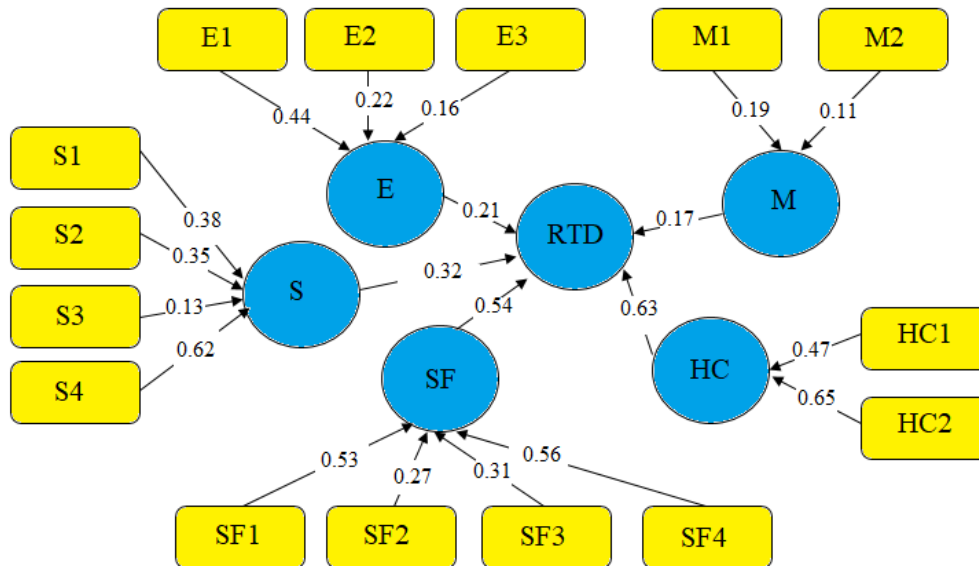 E1
E2
E3
M1
M2
0.44
0.22
0.16
0.19
0.11
S1
S2
S3
S4
0.38
0.35
0.13
0.62
E
M
RTD
S
SF
HC
0.21
0.17
0.32
0.54
0.63
HC1
HC2
0.47
0.65
0.53
0.27
0.31
0.56
SF1
SF2
SF3
SF4